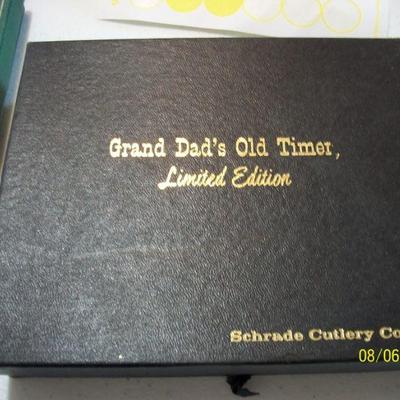 Grand Dad's Old Timer,
Limited Edition
Schrade Cutlery Co
08/06